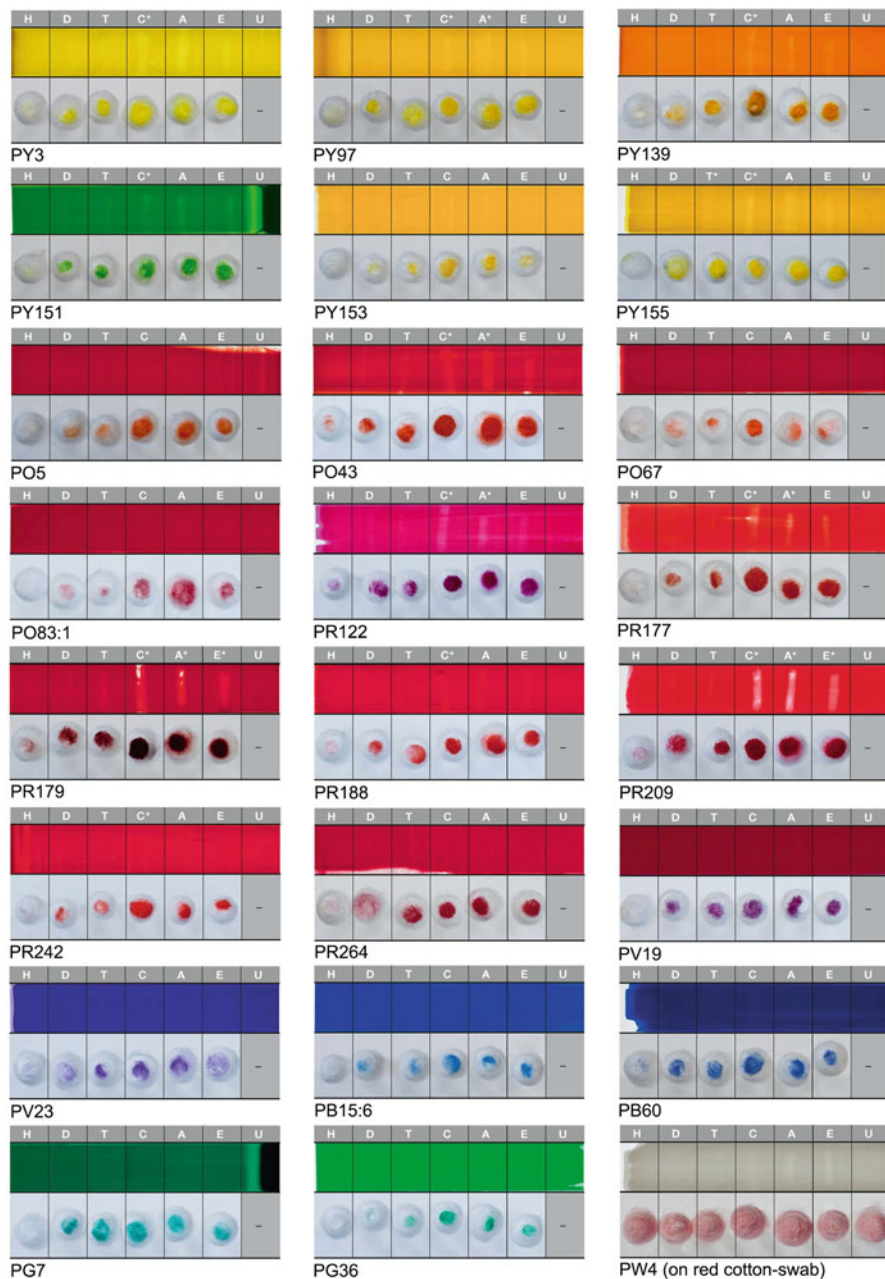 H D T C* A E U
H D T C* A* E U
H D T C* A E U
–
–
–
PY3
PY97
PY139
H D T C* A E U
H D T C A E U
H D T* C* A E U
–
–
–
PY151
PY153
PY155
H D T C A E U
H D T C* A* E U
H D T C A E U
–
–
–
PO5
PO43
PO67
H D T C A E U
H D T C* A* E U
H D T C* A* E U
–
–
–
PO83:1
PR122
PR177
H D T C* A* E* U
H D T C* A E U
H D T C* A* E* U
–
–
–
PR179
PR188
PR209
H D T C* A E U
H D T C A E U
H D T C A E U
–
–
–
PR242
PR264
PV19
H D T C A E U
H D T C A E U
H D T C A E U
–
–
–
PV23
PB15:6
PB60
H D T C A E U
H D T C A E U
H D T C A E U
–
–
PG7
PG36
PW4 (on red cotton-swab)